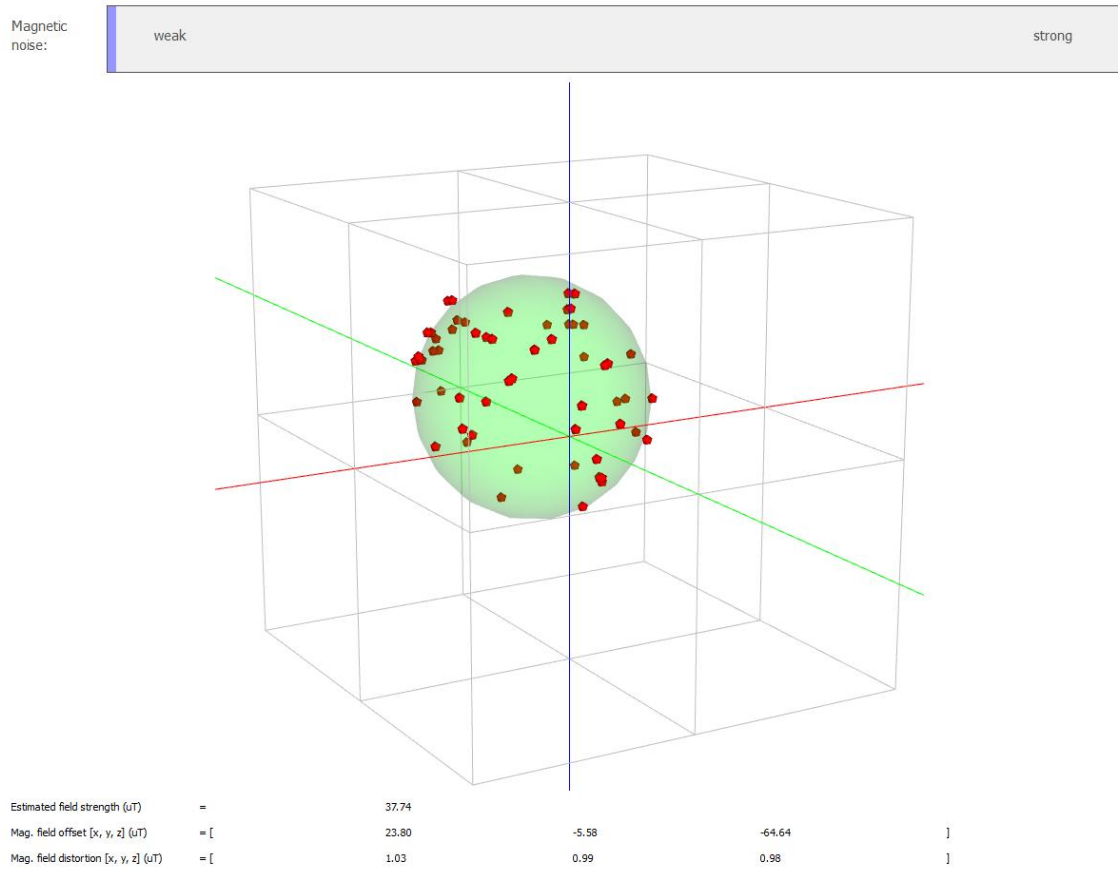 Magnetic
noise:
weak strong
Estimated field strength (uT) = 37.74
Mag. field offset [x, y, z] (uT) = [ 23.80 -5.58 -64.64 ]
Mag. field distortion [x, y, z] (uT) = [ 1.03 0.99 0.98 ]